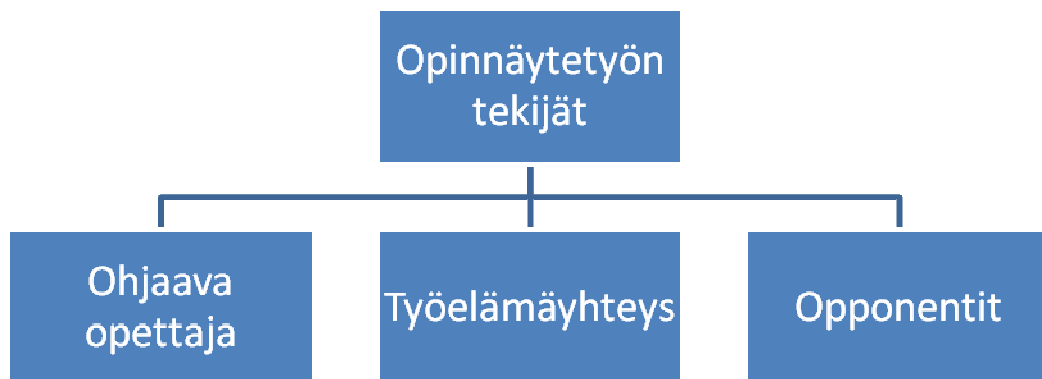 Opinnäytetyön
tekijät
Ohjaava
opettaja
Työelämäyhteys
Opponentit